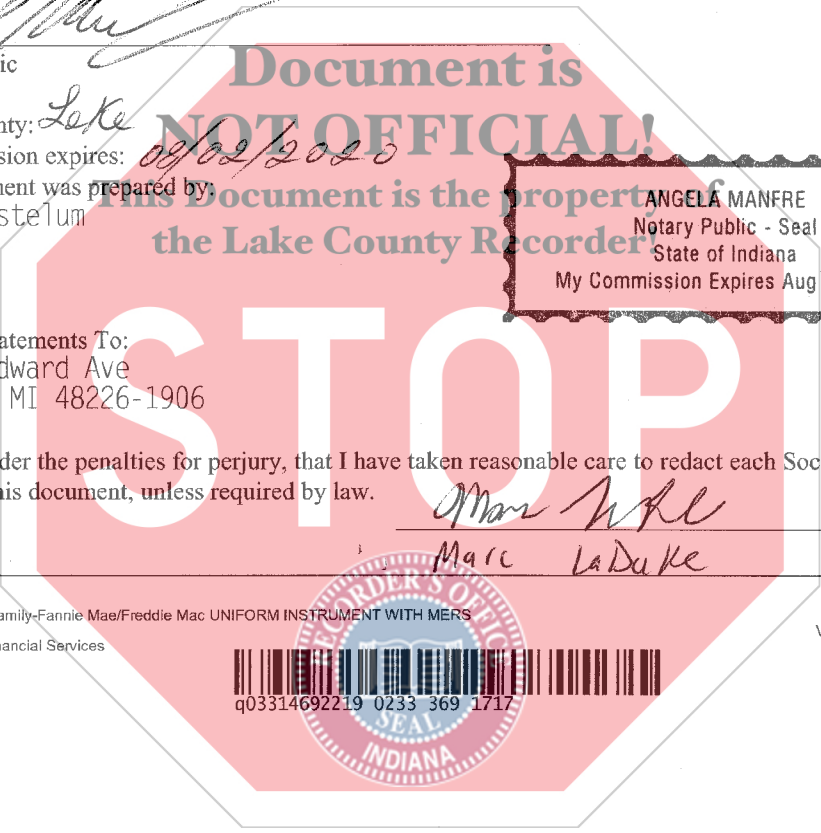 ic
Document is
nty: Lake
NOT OFFICIAL!
sion expires: 08/02/2020
ment was prepared by:
This Document is the property of
stelum
the Lake County Recorder!
ANGELA MANFRE
Notary Public - Seal
State of Indiana
My Commission Expires Aug
STOP
atements To:
dward Ave
MI 48226-1906
der the penalties for perjury, that I have taken reasonable care to redact each Soc
his document, unless required by law.
Marc LaDuke
amily-Fannie Mae/Freddie Mac UNIFORM INSTRUMENT WITH MERS
V
nancial Services
RECORDER'S OFFICE
q03314692219 0233 369 1717
SEAL
INDIANA